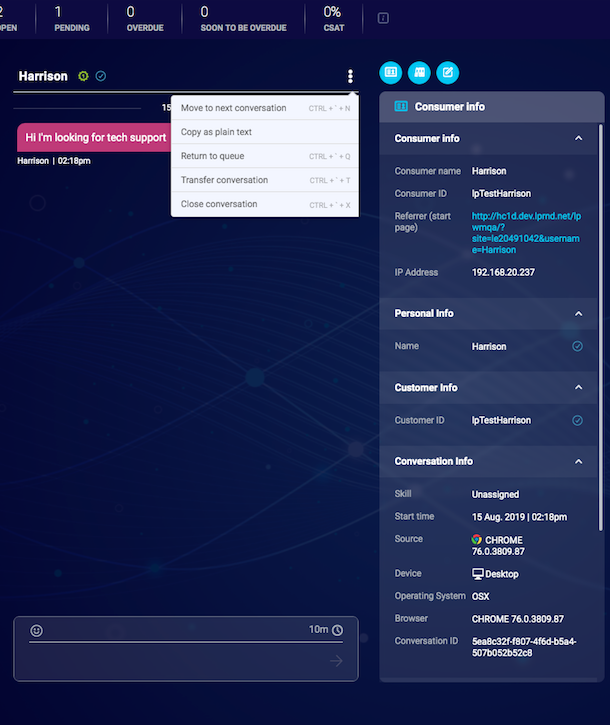 2 1 0 0 0%
OPEN PENDING OVERDUE SOON TO BE OVERDUE CSAT
Harrison
Move to next conversation CTRL + ` + N
Copy as plain text
Return to queue CTRL + ` + Q
Transfer conversation CTRL + ` + T
Close conversation CTRL + ` + X
15
Hi I'm looking for tech support
Harrison | 02:18pm
10m
Consumer info
Consumer info
Consumer name Harrison
Consumer ID lpTestHarrison
Referrer (start http://hc1d.dev.lprnd.net/lp
page) wmqa/?
site=le20491042&usernam
e=Harrison
IP Address 192.168.20.237
Personal Info
Name Harrison
Customer Info
Customer ID lpTestHarrison
Conversation Info
Skill Unassigned
Start time 15 Aug. 2019 | 02:18pm
Source CHROME
76.0.3809.87
Device Desktop
Operating System OSX
Browser CHROME 76.0.3809.87
Conversation ID 5ea8c32f-f807-4f6d-b5a4-
507b052b52c8